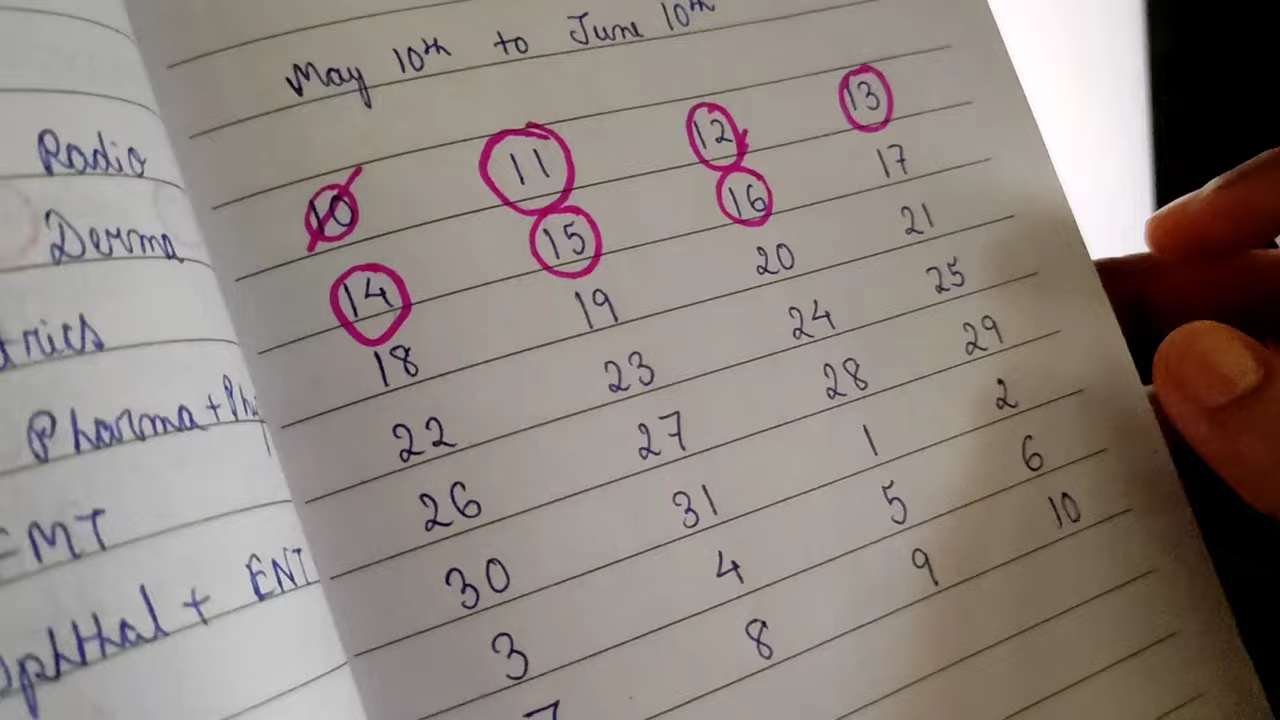 Radio
Derma
trics
Pharma + Ph
FMT
ophthal + ENT
May 10th to June 10th
10 11 12 13
14 15 16 17
18 19 20 21
22 23 24 25
26 27 28 29
30 31 1 2
3 4 5 6
7 8 9 10